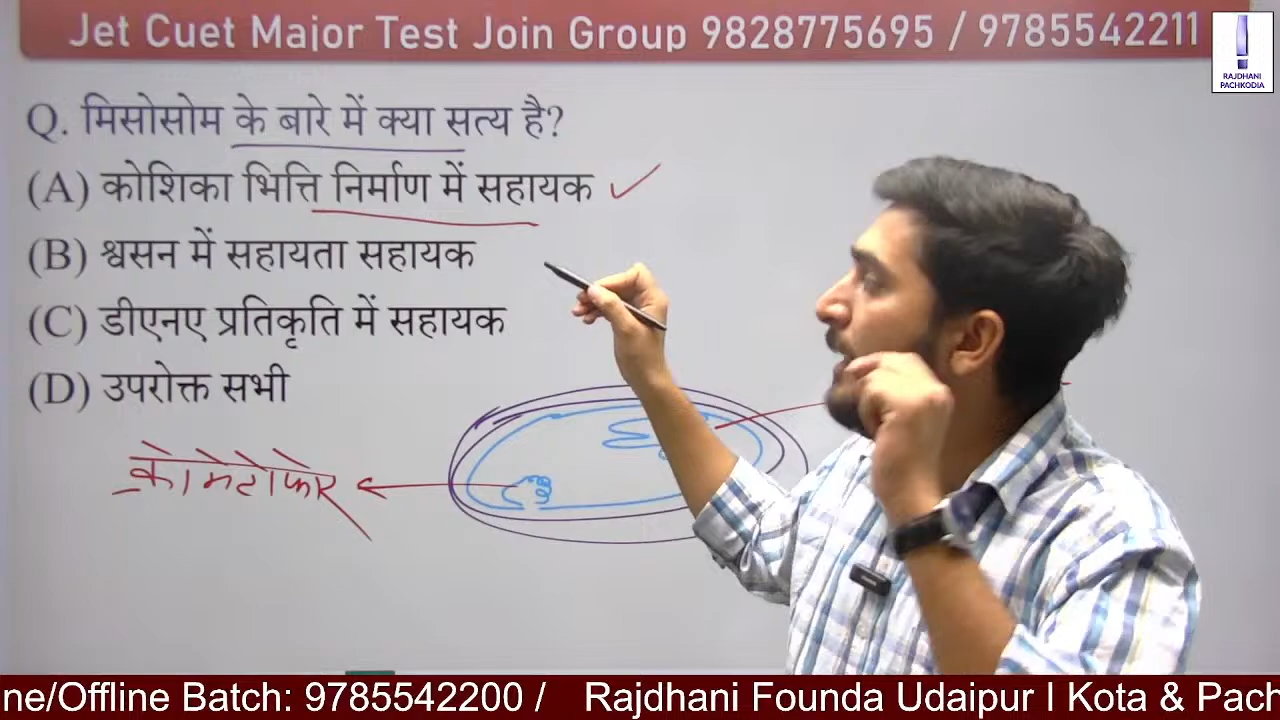 Jet Cuet Major Test Join Group 9828775695 / 9785542211
RAJDHANI
PACHKODIA
Q. मिसोसोम के बारे में क्या सत्य है?
(A) कोशिका भित्ति निर्माण में सहायक
(B) श्वसन में सहायता सहायक
(C) डीएनए प्रतिकृति में सहायक
(D) उपरोक्त सभी
क्रोमेटोफोर
ne/Offline Batch: 9785542200 / Rajdhani Founda Udaipur I Kota & Pach